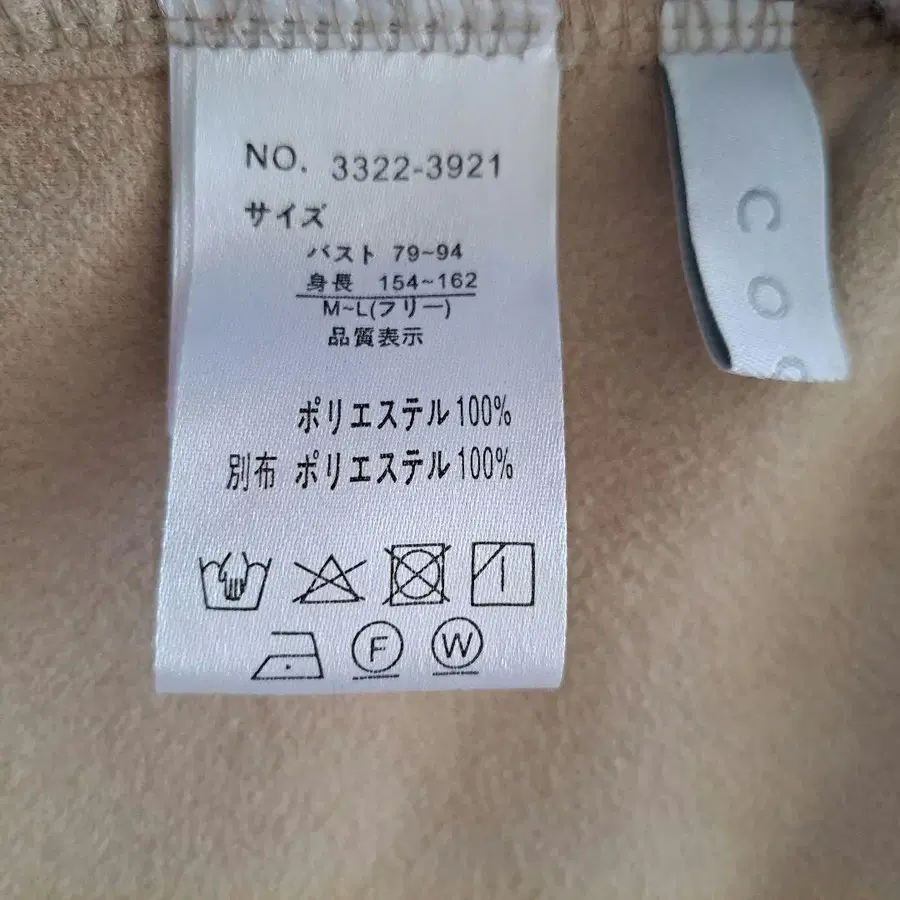 NO. 3322-3921
サイズ
バスト 79~94
身長 154~162
M~L(フリー)
品質表示
ポリエステル100%
別布 ポリエステル100%
F W
C O